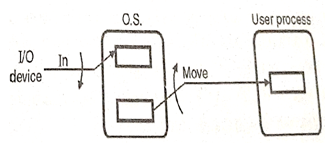 O.S.
User process
I/O
device
In
Move